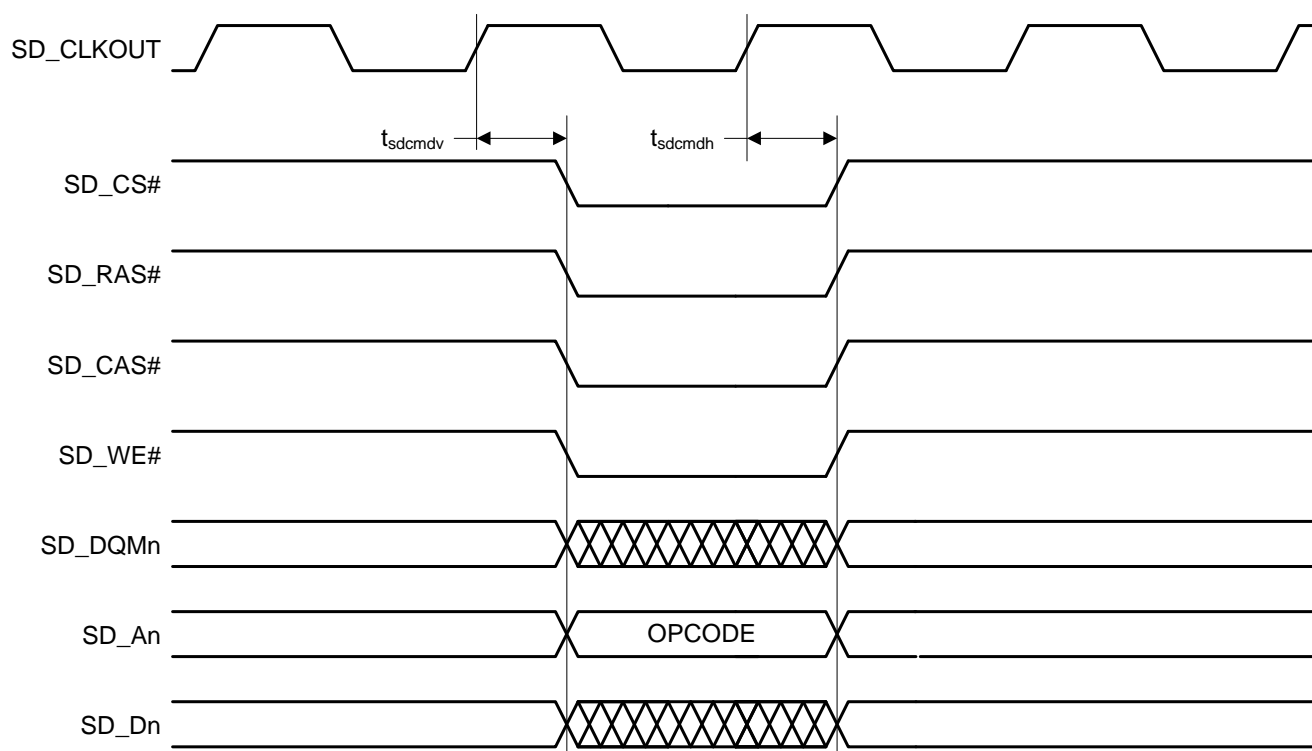 SD_CLKOUT
tsdcmdv
tsdcmdh
SD_CS#
SD_RAS#
SD_CAS#
SD_WE#
SD_DQMn
SD_An
OPCODE
SD_Dn